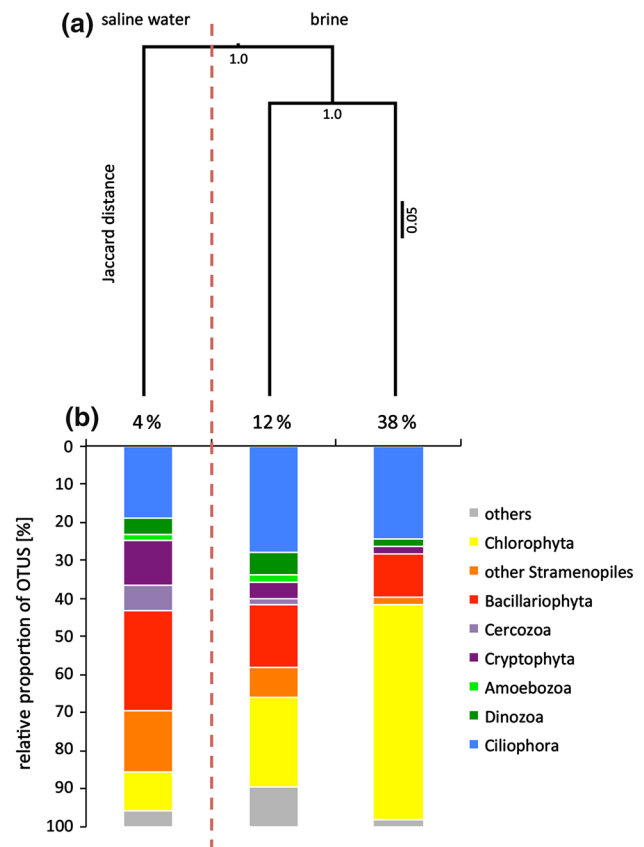 (a)
saline water
brine
1.0
1.0
Jaccard distance
0.05
(b)
4 %
12 %
38 %
relative proportion of OTUS [%]
0
10
20
30
40
50
60
70
80
90
100
others
Chlorophyta
other Stramenopiles
Bacillariophyta
Cercozoa
Cryptophyta
Amoebozoa
Dinozoa
Ciliophora